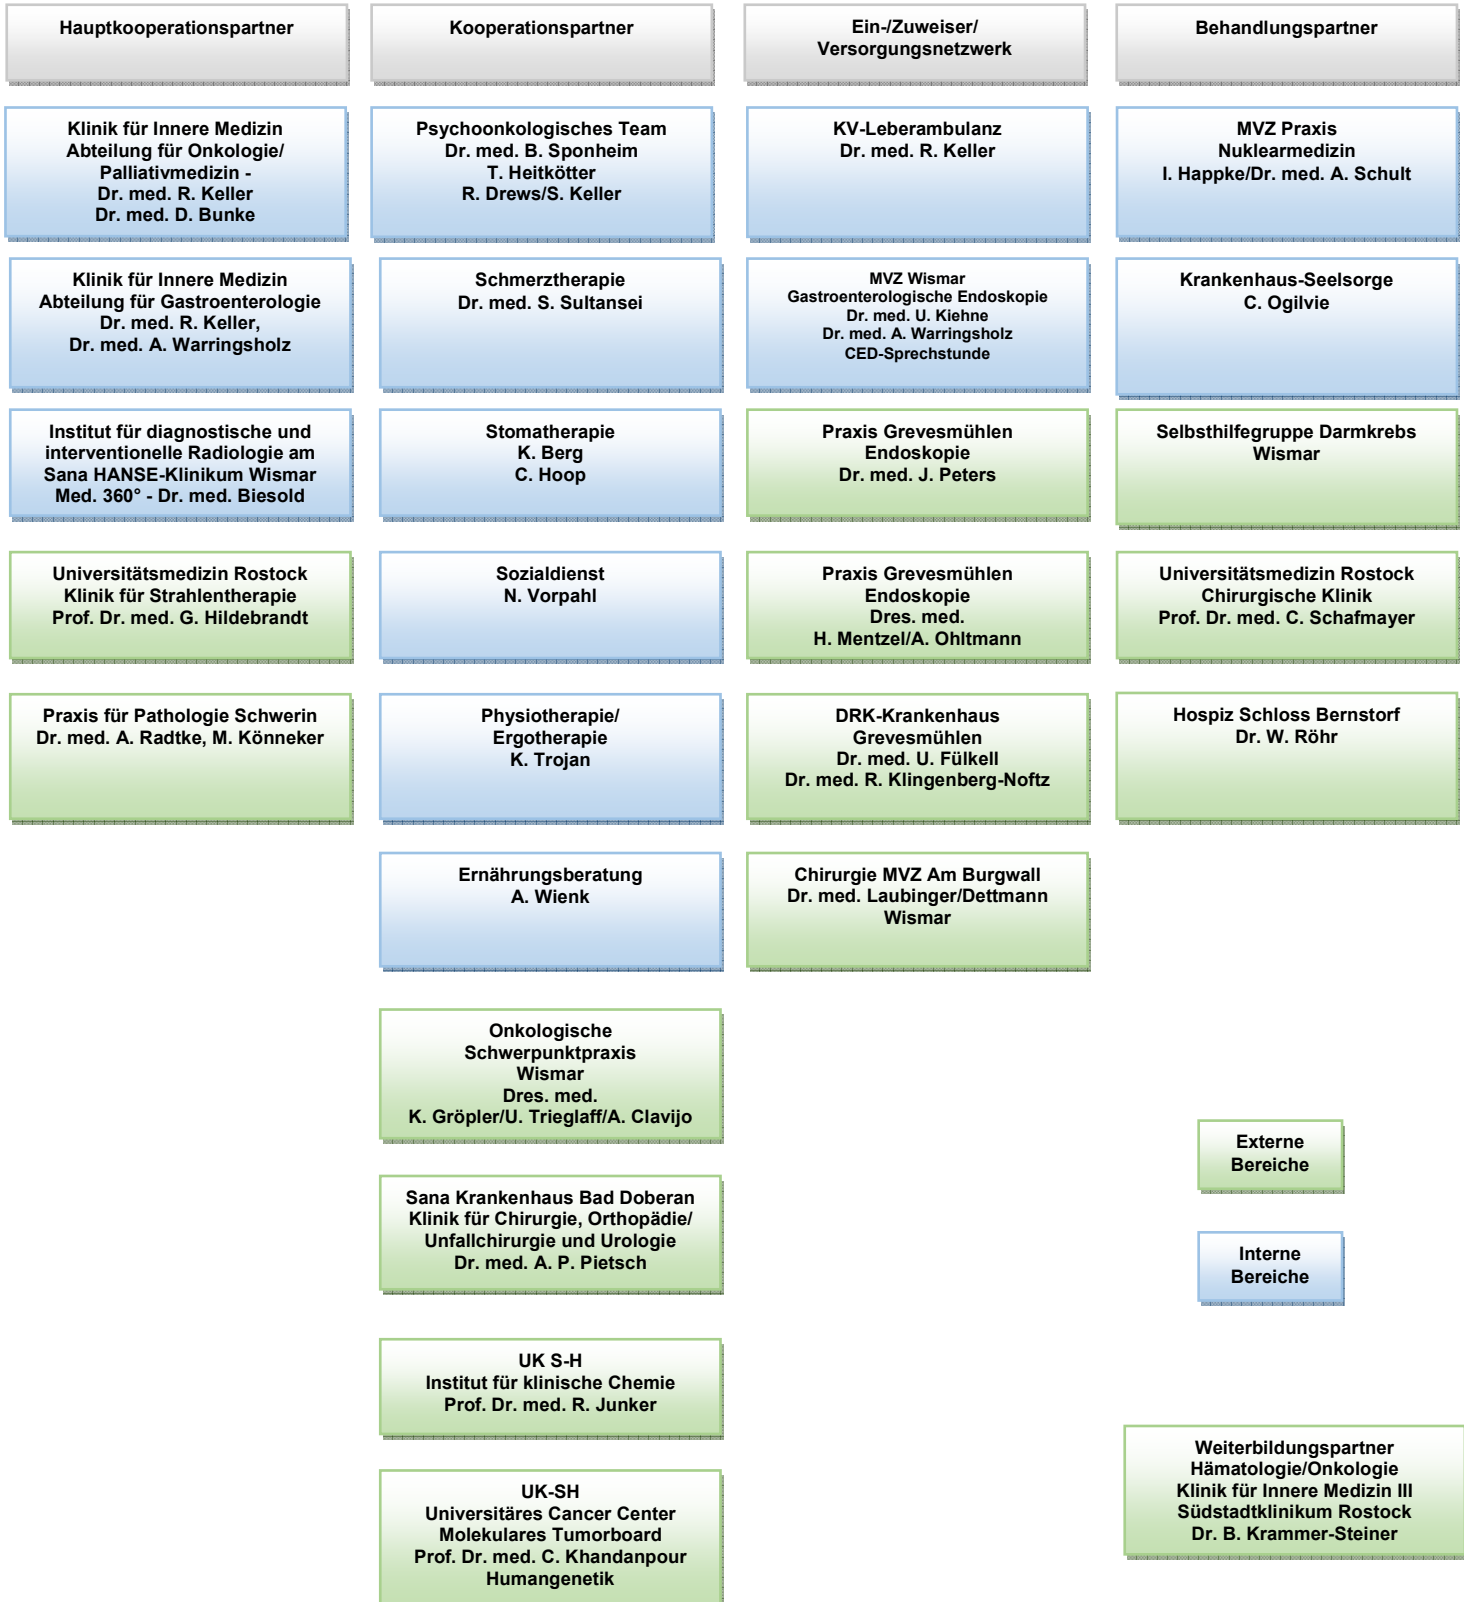 Hauptkooperationspartner
Kooperationspartner
Ein-/Zuweiser/
Versorgungsnetzwerk
Behandlungspartner
Klinik für Innere Medizin
Abteilung für Onkologie/
Palliativmedizin -
Dr. med. R. Keller
Dr. med. D. Bunke
Psychoonkologisches Team
Dr. med. B. Sponheim
T. Heitkötter
R. Drews/S. Keller
KV-Leberambulanz
Dr. med. R. Keller
MVZ Praxis
Nuklearmedizin
I. Happke/Dr. med. A. Schult
Klinik für Innere Medizin
Abteilung für Gastroenterologie
Dr. med. R. Keller,
Dr. med. A. Warringsholz
Schmerztherapie
Dr. med. S. Sultansei
MVZ Wismar
Gastroenterologische Endoskopie
Dr. med. U. Kiehne
Dr. med. A. Warringsholz
CED-Sprechstunde
Krankenhaus-Seelsorge
C. Ogilvie
Institut für diagnostische und
interventionelle Radiologie am
Sana HANSE-Klinikum Wismar
Med. 360° - Dr. med. Biesold
Stomatherapie
K. Berg
C. Hoop
Praxis Grevesmühlen
Endoskopie
Dr. med. J. Peters
Selbsthilfegruppe Darmkrebs
Wismar
Universitätsmedizin Rostock
Klinik für Strahlentherapie
Prof. Dr. med. G. Hildebrandt
Sozialdienst
N. Vorpahl
Praxis Grevesmühlen
Endoskopie
Dres. med.
H. Mentzel/A. Ohltmann
Universitätsmedizin Rostock
Chirurgische Klinik
Prof. Dr. med. C. Schafmayer
Praxis für Pathologie Schwerin
Dr. med. A. Radtke, M. Könneker
Physiotherapie/
Ergotherapie
K. Trojan
DRK-Krankenhaus
Grevesmühlen
Dr. med. U. Fülkell
Dr. med. R. Klingenberg-Noftz
Hospiz Schloss Bernstorf
Dr. W. Röhr
Ernährungsberatung
A. Wienk
Chirurgie MVZ Am Burgwall
Dr. med. Laubinger/Dettmann
Wismar
Onkologische
Schwerpunktpraxis
Wismar
Dres. med.
K. Gröpler/U. Trieglaff/A. Clavijo
Externe
Bereiche
Sana Krankenhaus Bad Doberan
Klinik für Chirurgie, Orthopädie/
Unfallchirurgie und Urologie
Dr. med. A. P. Pietsch
Interne
Bereiche
UK S-H
Institut für klinische Chemie
Prof. Dr. med. R. Junker
Weiterbildungspartner
Hämatologie/Onkologie
Klinik für Innere Medizin III
Südstadtklinikum Rostock
Dr. B. Krammer-Steiner
UK-SH
Universitäres Cancer Center
Molekulares Tumorboard
Prof. Dr. med. C. Khandanpour
Humangenetik